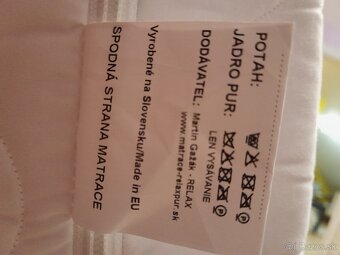 POTAH:
JADRO PUR:
LEN VYSÁVANIE
DODÁVATEĽ: Martin Gažák - RELAX
www.matrace-relaxpur.sk
Vyrobené na Slovensku/Made in EU
SPODNÁ STRANA MATRACE